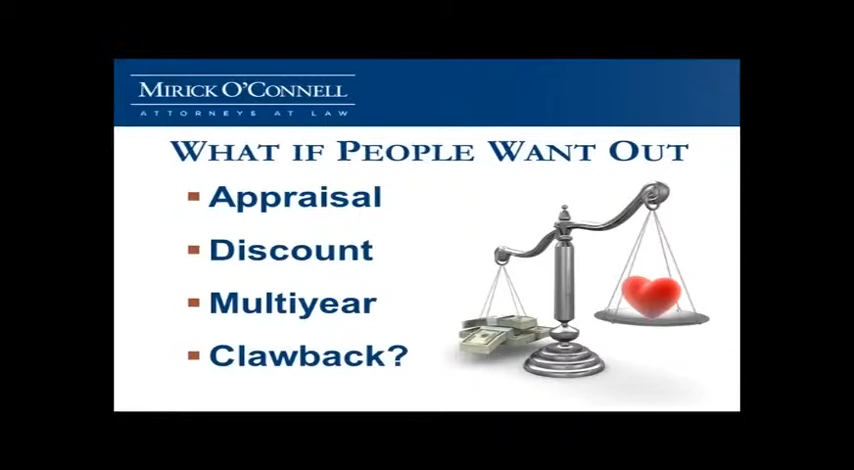 MIRICK O'CONNELL
ATTORNEYS AT LAW
WHAT IF PEOPLE WANT OUT
Appraisal
Discount
Multiyear
Clawback?